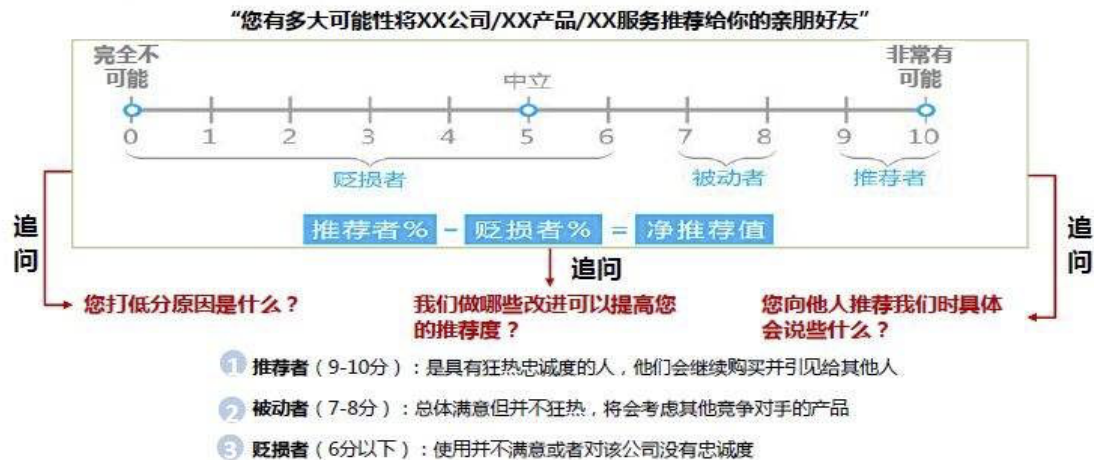 “您有多大可能性将XX公司/XX产品/XX服务推荐给你的亲朋好友”
完全不
可能
中立
非常有
可能
0 1 2 3 4 5 6 7 8 9 10
贬损者 被动者 推荐者
推荐者% - 贬损者% = 净推荐值
追问
追问
追问
您打低分原因是什么？
我们做哪些改进可以提高您
的推荐度？
您向他人推荐我们时具体
会说些什么？
1 推荐者（9-10分）：是具有狂热忠诚度的人，他们会继续购买并引见给其他人
2 被动者（7-8分）：总体满意但并不狂热，将会考虑其他竞争对手的产品
3 贬损者（6分以下）：使用并不满意或者对该公司没有忠诚度